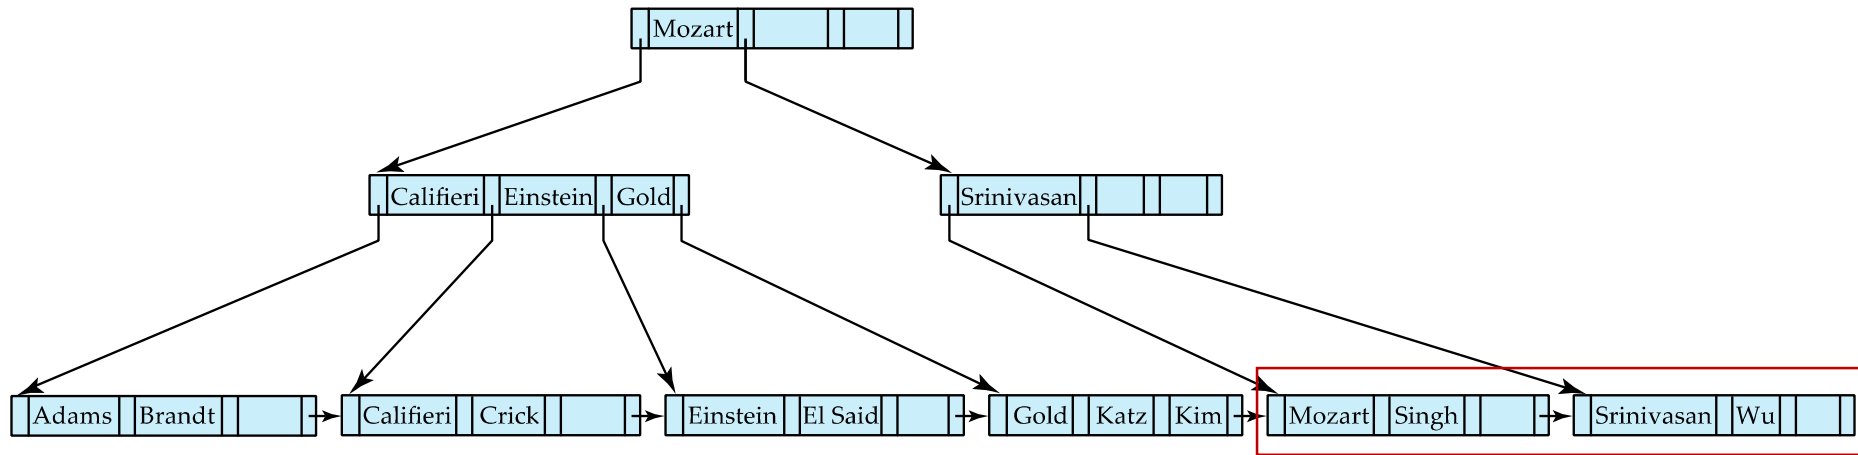 Mozart
Califieri Einstein Gold Srinivasan
Adams Brandt Califieri Crick Einstein El Said Gold Katz Kim Mozart Singh Srinivasan Wu